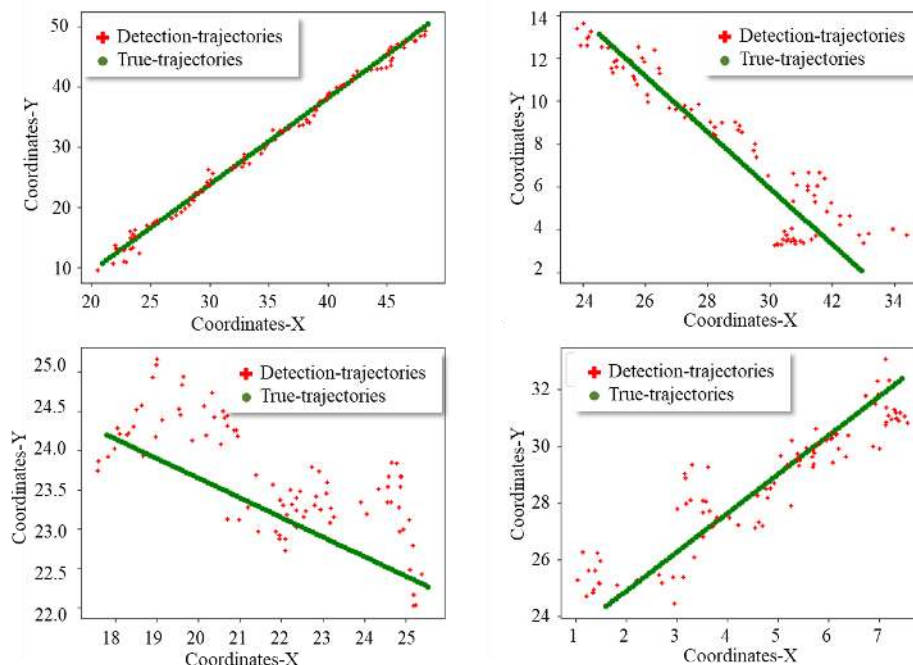 50
40
30
20
10
Coordinates-Y
Detection-trajectories
True-trajectories
20 25 30 35 40 45
Coordinates-X
14
12
10
8
6
4
2
Coordinates-Y
Detection-trajectories
True-trajectories
24 26 28 30 42 34
Coordinates-X
25.0
24.5
24.0
23.5
23.0
22.5
22.0
Coordinates-Y
Detection-trajectories
True-trajectories
18 19 20 21 22 23 24 25
Coordinates-X
32
30
28
26
24
Coordinates-Y
Detection-trajectories
True-trajectories
1 2 3 4 5 6 7
Coordinates-X